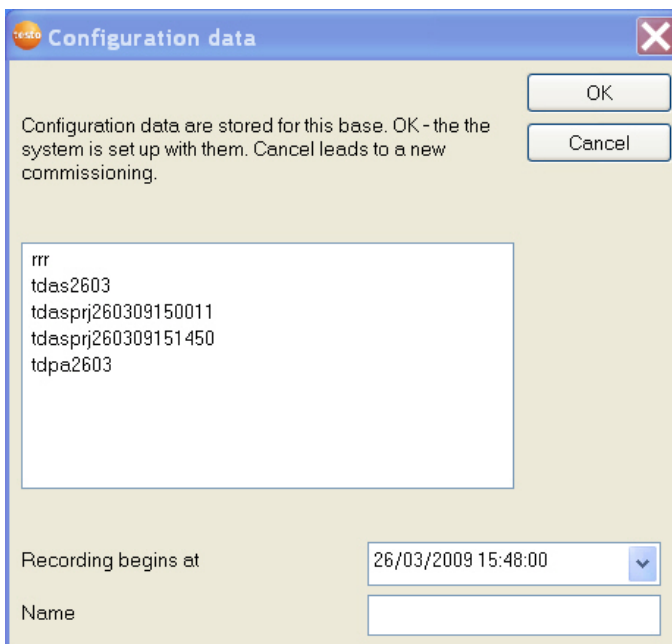 testo Configuration data
OK
Configuration data are stored for this base. OK - the the
system is set up with them. Cancel leads to a new
commissioning.
Cancel
rrr
tdas2603
tdasprj260309150011
tdasprj260309151450
tdpa2603
Recording begins at 26/03/2009 15:48:00
Name